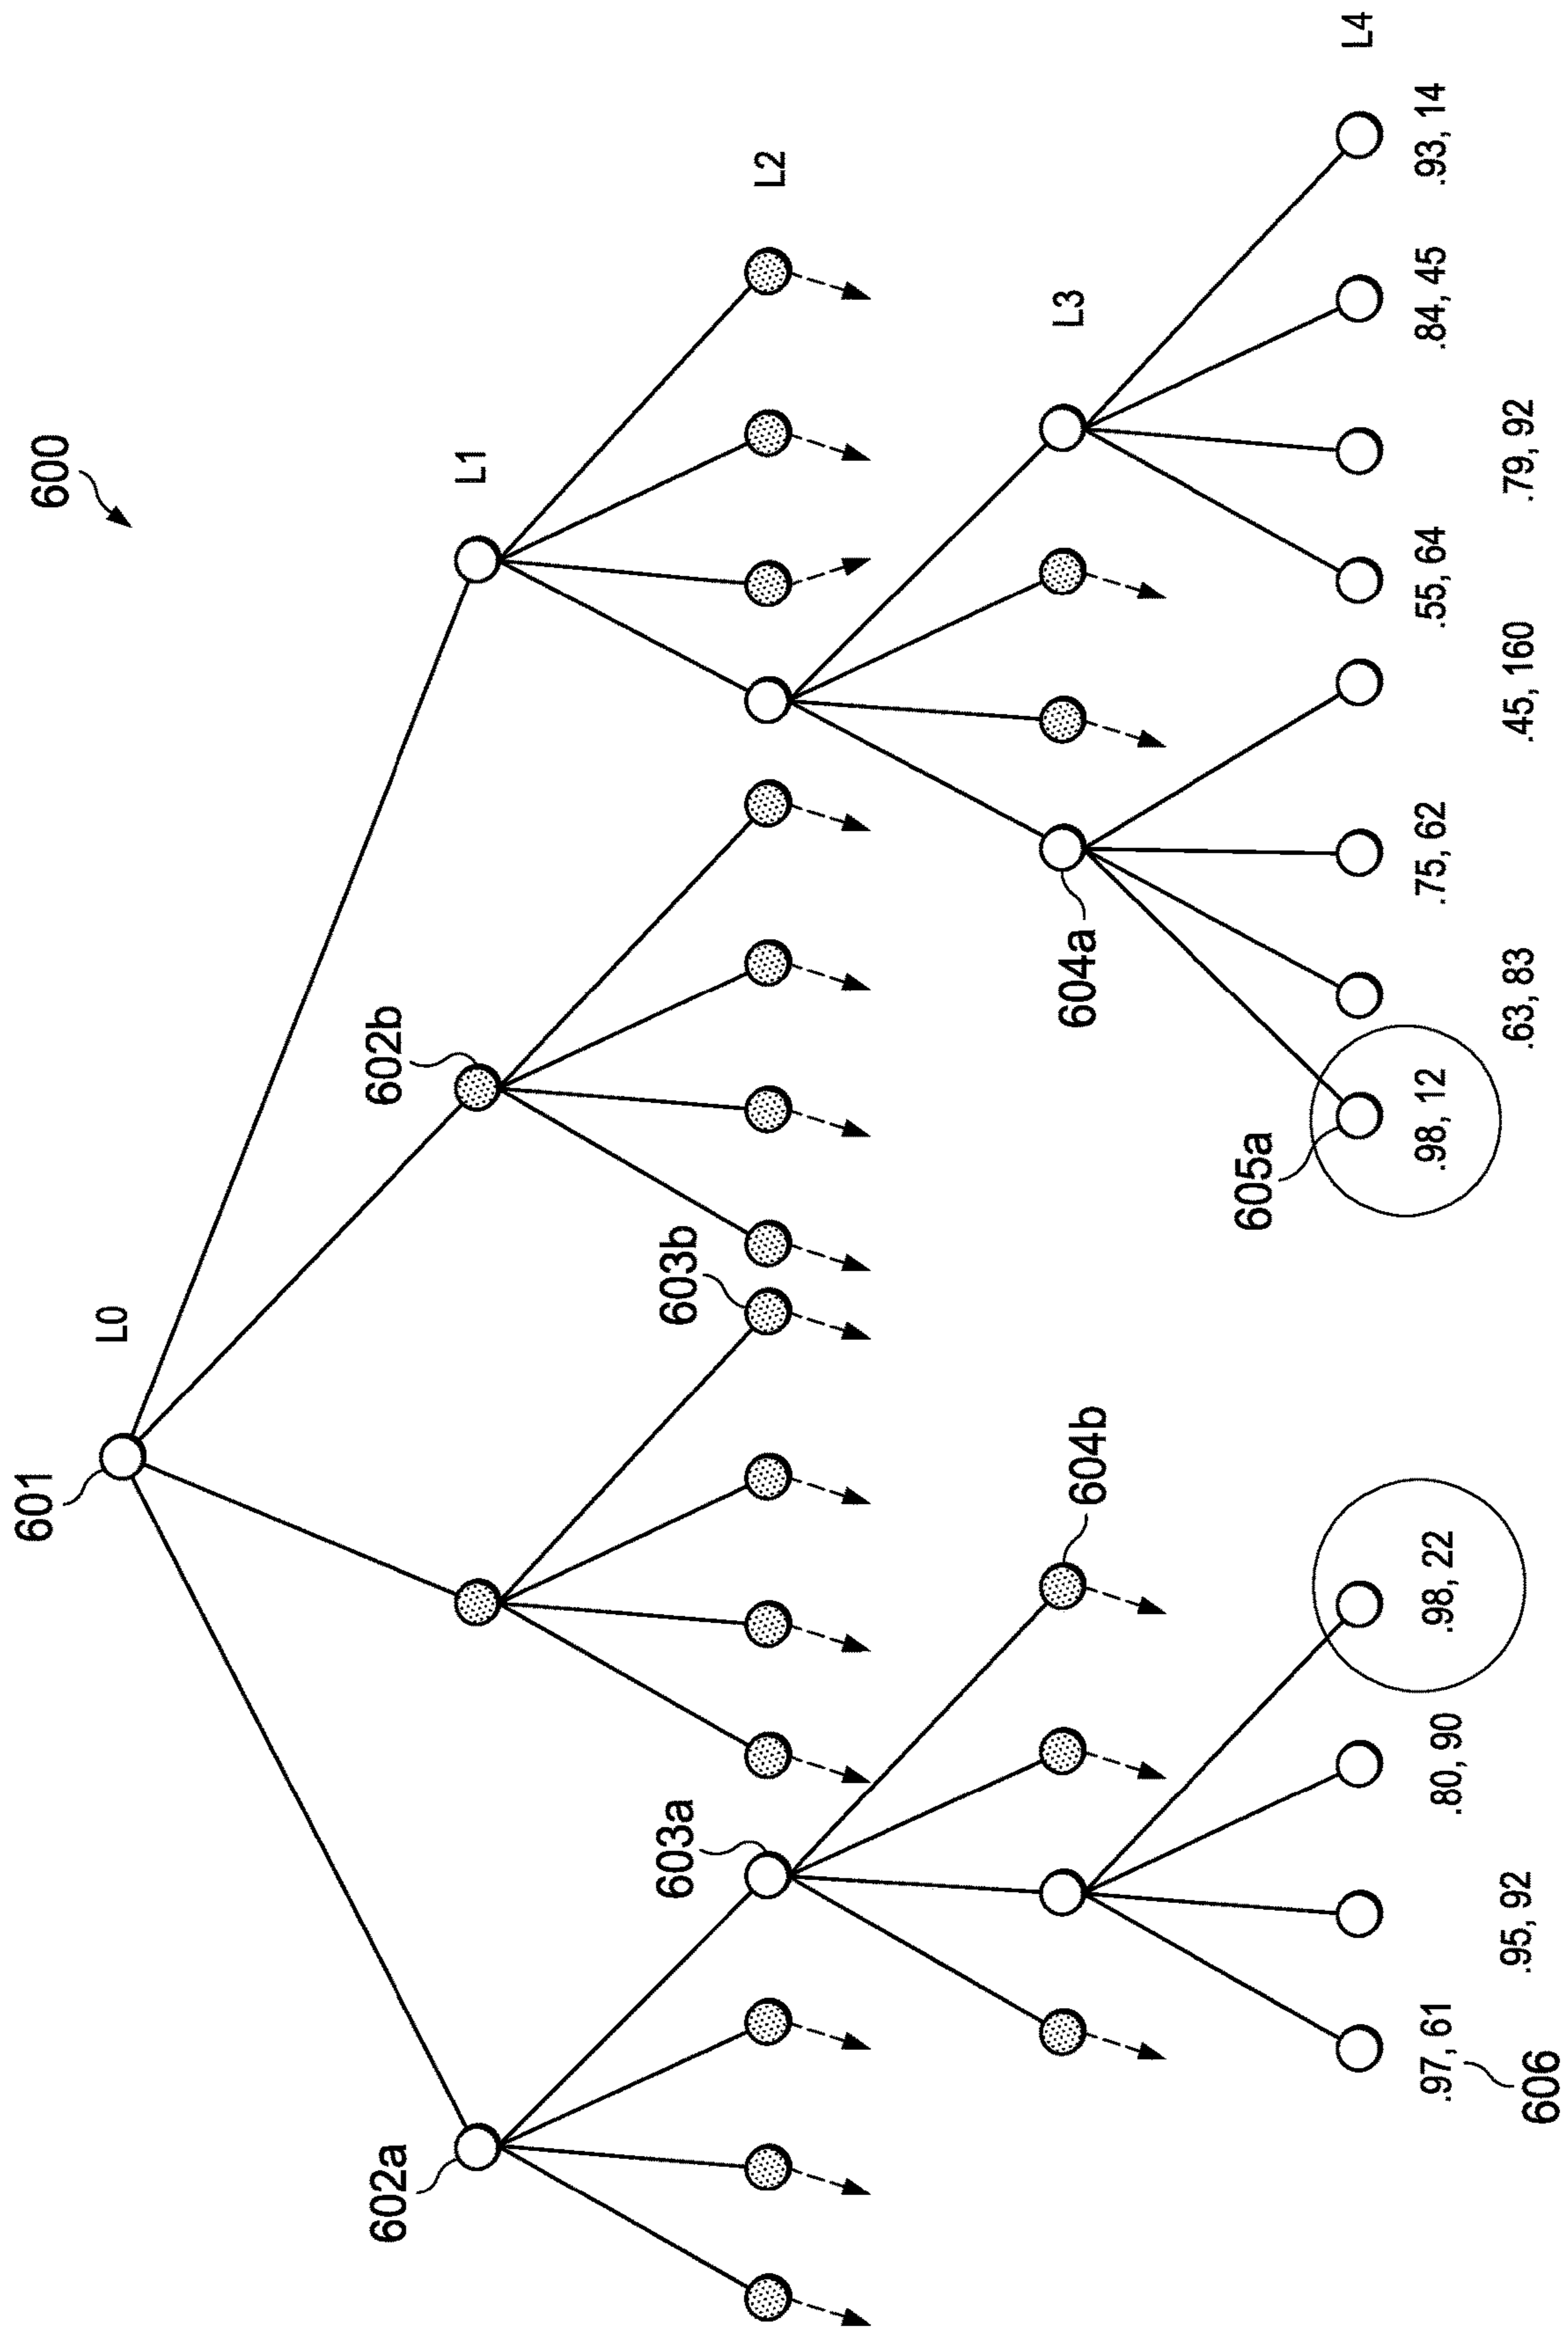 600
601
L0
L1
602a
602b
L2
603a
603b
L3
604b
604a
605a
L4
.97, 61
.95, 92
.80, 90
.98, 22
.98, 12
.63, 83
.75, 62
.45, 160
.55, 64
.79, 92
.84, 45
.93, 14
606